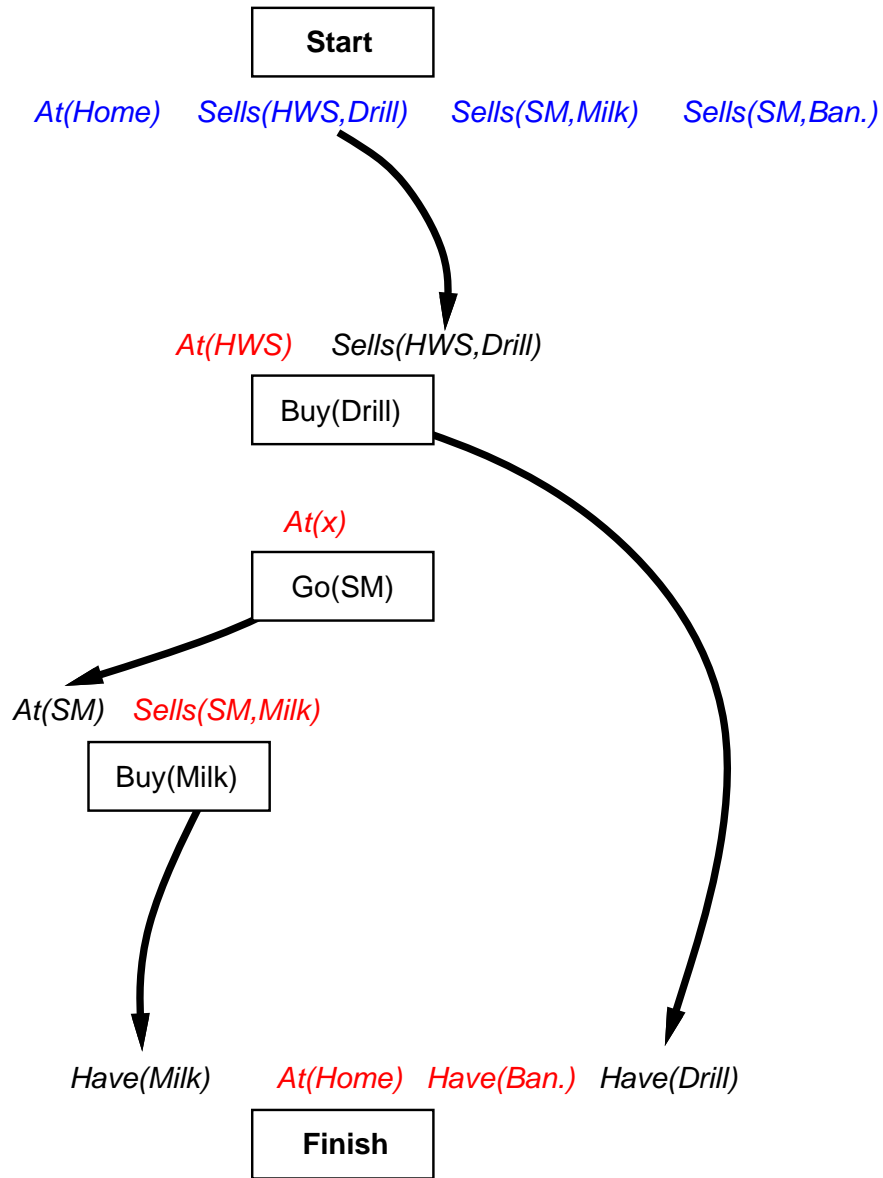 Start
At(Home) Sells(HWS,Drill) Sells(SM,Milk) Sells(SM,Ban.)
At(HWS) Sells(HWS,Drill)
Buy(Drill)
At(x)
Go(SM)
At(SM) Sells(SM,Milk)
Buy(Milk)
Have(Milk) At(Home) Have(Ban.) Have(Drill)
Finish